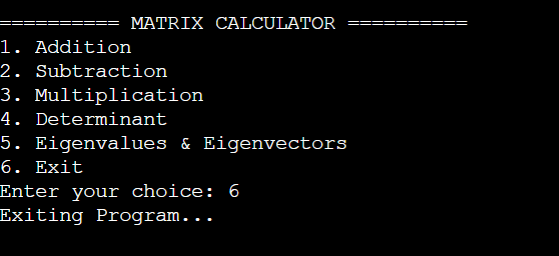 ========== MATRIX CALCULATOR ==========
1. Addition
2. Subtraction
3. Multiplication
4. Determinant
5. Eigenvalues & Eigenvectors
6. Exit
Enter your choice: 6
Exiting Program...